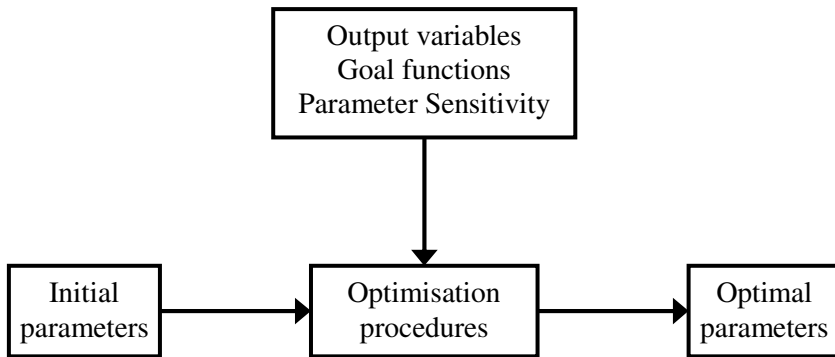 Output variables
Goal functions
Parameter Sensitivity
Initial
parameters
Optimisation
procedures
Optimal
parameters